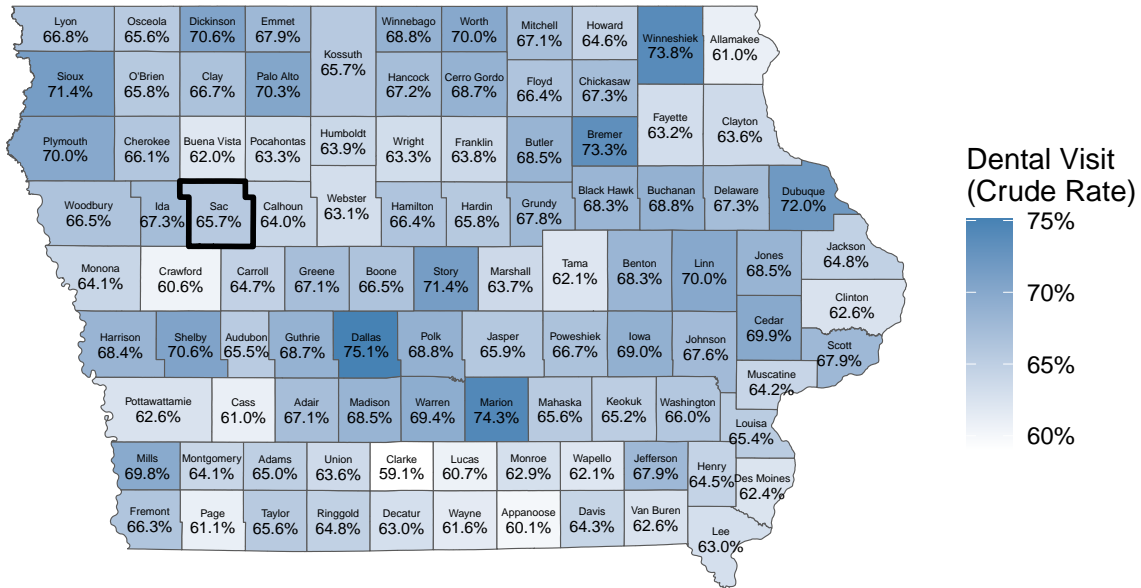 Lyon
66.8%
Osceola
65.6%
Dickinson
70.6%
Emmet
67.9%
Kossuth
65.7%
Winnebago
68.8%
Worth
70.0%
Mitchell
67.1%
Howard
64.6%
Winneshiek
73.8%
Allamakee
61.0%
Sioux
71.4%
O'Brien
65.8%
Clay
66.7%
Palo Alto
70.3%
Hancock
67.2%
Cerro Gordo
68.7%
Floyd
66.4%
Chickasaw
67.3%
Fayette
63.2%
Clayton
63.6%
Plymouth
70.0%
Cherokee
66.1%
Buena Vista
62.0%
Pocahontas
63.3%
Humboldt
63.9%
Wright
63.3%
Franklin
63.8%
Butler
68.5%
Bremer
73.3%
Woodbury
66.5%
Ida
67.3%
Sac
65.7%
Calhoun
64.0%
Webster
63.1%
Hamilton
66.4%
Hardin
65.8%
Grundy
67.8%
Black Hawk
68.3%
Buchanan
68.8%
Delaware
67.3%
Dubuque
72.0%
Monona
64.1%
Crawford
60.6%
Carroll
64.7%
Greene
67.1%
Boone
66.5%
Story
71.4%
Marshall
63.7%
Tama
62.1%
Benton
68.3%
Linn
70.0%
Jones
68.5%
Jackson
64.8%
Clinton
62.6%
Harrison
68.4%
Shelby
70.6%
Audubon
65.5%
Guthrie
68.7%
Dallas
75.1%
Polk
68.8%
Jasper
65.9%
Poweshiek
66.7%
Iowa
69.0%
Johnson
67.6%
Cedar
69.9%
Scott
67.9%
Muscatine
64.2%
Pottawattamie
62.6%
Cass
61.0%
Adair
67.1%
Madison
68.5%
Warren
69.4%
Marion
74.3%
Mahaska
65.6%
Keokuk
65.2%
Washington
66.0%
Louisa
65.4%
Mills
69.8%
Montgomery
64.1%
Adams
65.0%
Union
63.6%
Clarke
59.1%
Lucas
60.7%
Monroe
62.9%
Wapello
62.1%
Jefferson
67.9%
Henry
64.5%
Des Moines
62.4%
Fremont
66.3%
Page
61.1%
Taylor
65.6%
Ringgold
64.8%
Decatur
63.0%
Wayne
61.6%
Appanoose
60.1%
Davis
64.3%
Van Buren
62.6%
Lee
63.0%
Dental Visit
(Crude Rate)
75%
70%
65%
60%